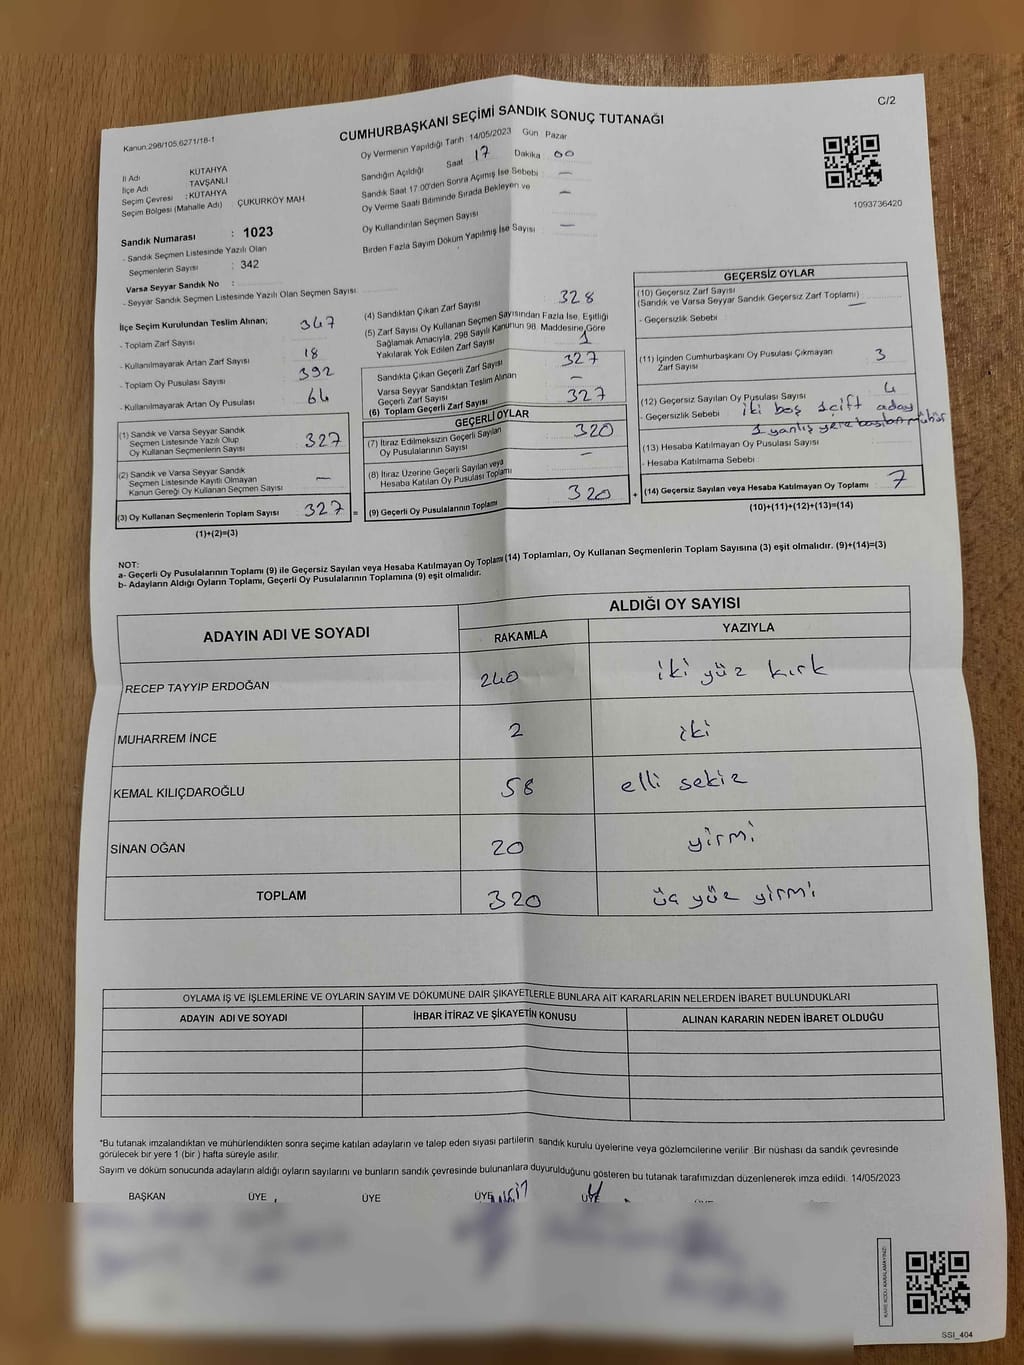 C/2
Kanun;298/105,6271/18-1
CUMHURBAŞKANI SEÇİMİ SANDIK SONUÇ TUTANAĞI
İl Adı KÜTAHYA
İlçe Adı TAVŞANLI
Seçim Çevresi : KÜTAHYA
Seçim Bölgesi (Mahalle Adı) : ÇUKURKÖY MAH
Sandık Numarası : 1023
- Sandık Seçmen Listesinde Yazılı Olan
Seçmenlerin Sayısı : 342
Varsa Seyyar Sandık No :
- Seyyar Sandık Seçmen Listesinde Yazılı Olan Seçmen Sayısı
Oy Vermenin Yapıldığı Tarih 14/05/2023 Gün Pazar
Sandığın Açıldığı Saat 17 Dakika 00
Sandık Saat 17.00'den Sonra Açımış İse Sebebi —
Oy Verme Saati Bitiminde Sırada Bekleyen ve
Oy Kullandırılan Seçmen Sayısı —
Birden Fazla Sayım Döküm Yapılmış İse Sayısı —
1093736420
İlçe Seçim Kurulundan Teslim Alınan;
- Toplam Zarf Sayısı 347
- Kullanılmayarak Artan Zarf Sayısı 18
- Toplam Oy Pusulası Sayısı 392
- Kullanılmayarak Artan Oy Pusulası 64
(1) Sandık ve Varsa Seyyar Sandık
Seçmen Listesinde Yazılı Olup
Oy Kullanan Seçmenlerin Sayısı 327
(2) Sandık ve Varsa Seyyar Sandık
Seçmen Listesinde Kayıtlı Olmayan
Kanun Gereği Oy Kullanan Seçmen Sayısı —
(3) Oy Kullanan Seçmenlerin Toplam Sayısı 327 =
(1)+(2)=(3)
(4) Sandıktan Çıkan Zarf Sayısı 328
(5) Zarf Sayısı Oy Kullanan Seçmen Sayısından Fazla İse, Eşitliği
Sağlamak Amacıyla, 298 Sayılı Kanunun 98. Maddesine Göre
Yakılarak Yok Edilen Zarf Sayısı 1
Sandıkta Çıkan Geçerli Zarf Sayısı 327
Varsa Seyyar Sandıktan Teslim Alınan
Geçerli Zarf Sayısı —
(6) Toplam Geçerli Zarf Sayısı 327
GEÇERLİ OYLAR
(7) İtiraz Edilmeksizin Geçerli Sayılan
Oy Pusulasının Sayısı 320
(8) İtiraz Üzerine Geçerli Sayılan veya
Hesaba Katılan Oy Pusulası Toplamı —
(9) Geçerli Oy Pusulalarının Toplamı 320 +
GEÇERSİZ OYLAR
(10) Geçersiz Zarf Sayısı
(Sandık ve Varsa Seyyar Sandık Geçersiz Zarf Toplamı) —
- Geçersizlik Sebebi :
(11) İçinden Cumhurbaşkanı Oy Pusulası Çıkmayan
Zarf Sayısı 3
(12) Geçersiz Sayılan Oy Pusulası Sayısı 4
- Geçersizlik Sebebi : iki boş 1 çift aday
1 yanlış yere basılan mühür
(13) Hesaba Katılmayan Oy Pusulası Sayısı
- Hesaba Katılmama Sebebi :
(14) Geçersiz Sayılan veya Hesaba Katılmayan Oy Toplamı 7
(10)+(11)+(12)+(13)=(14)
NOT:
a- Geçerli Oy Pusulalarının Toplamı (9) ile Geçersiz Sayılan veya Hesaba Katılmayan Oy Toplamı (14) Toplamları, Oy Kullanan Seçmenlerin Toplam Sayısına (3) eşit olmalıdır. (9)+(14)=(3)
b- Adayların Aldığı Oyların Toplamı, Geçerli Oy Pusulalarının Toplamına (9) eşit olmalıdır.
ADAYIN ADI VE SOYADI ALDIĞI OY SAYISI
RAKAMLA YAZIYLA
RECEP TAYYİP ERDOĞAN 240 iki yüz kırk
MUHARREM İNCE 2 iki
KEMAL KILIÇDAROĞLU 58 elli sekiz
SİNAN OĞAN 20 yirmi
TOPLAM 320 üç yüz yirmi
OYLAMA İŞ VE İŞLEMLERİNE VE OYLARIN SAYIM VE DÖKÜMÜNE DAİR ŞİKAYETLERLE BUNLARA AİT KARARLARIN NELERDEN İBARET BULUNDUKLARI
ADAYIN ADI VE SOYADI İHBAR İTİRAZ VE ŞİKAYETİN KONUSU ALINAN KARARIN NEDEN İBARET OLDUĞU
*Bu tutanak imzalandıktan ve mühürlendikten sonra seçime katılan adayların ve talep eden siyasi partilerin sandık kurulu üyelerine veya gözlemcilerine verilir. Bir nüshası da sandık çevresinde
görülecek bir yere 1 (bir ) hafta süreyle asılır.
Sayım ve döküm sonucunda adayların aldığı oyların sayılarını ve bunların sandık çevresinde bulunanlara duyurulduğunu gösteren bu tutanak tarafımızdan düzenlenerek imza edildi. 14/05/2023
BAŞKAN ÜYE ÜYE ÜYE ÜYE
SSİ_404